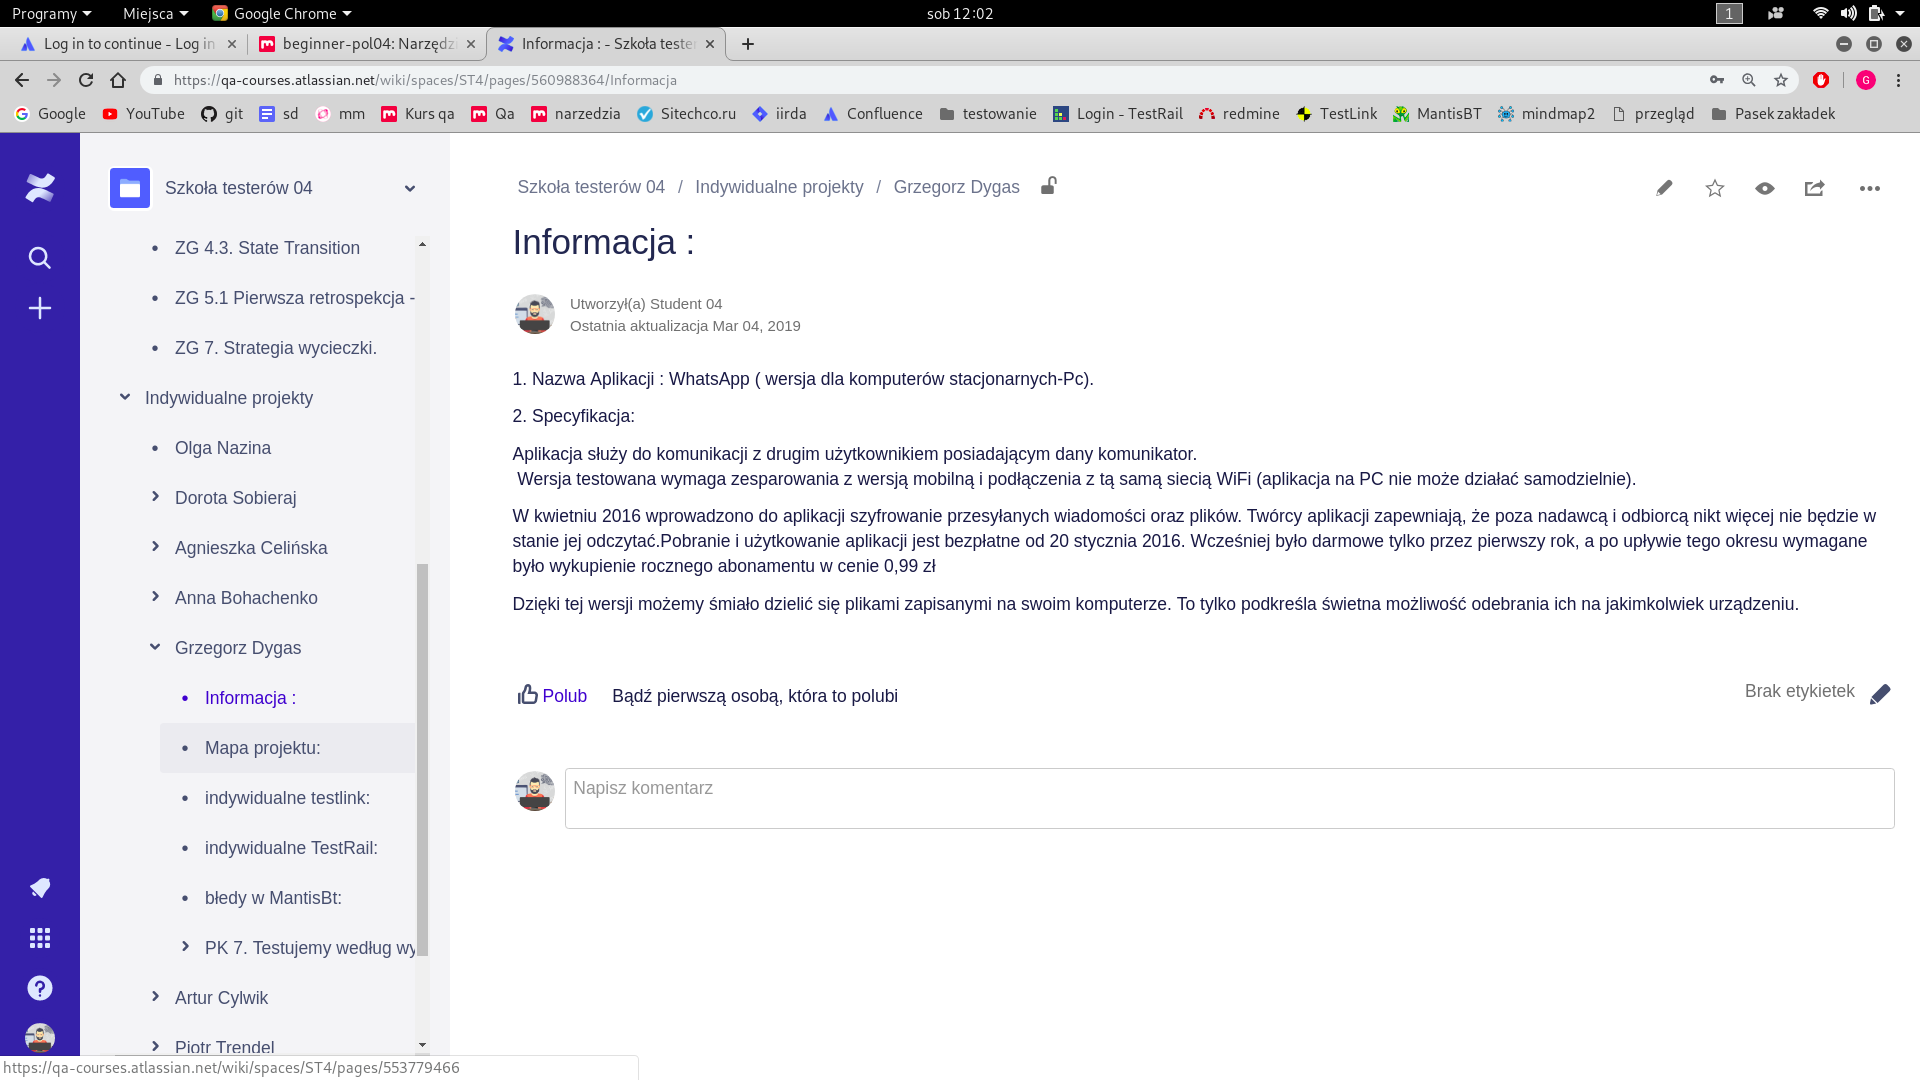 Programy Miejsca Google Chrome sob 12:02 1
Log in to continue - Log in beginner-pol04: Narzędzi Informacja : - Szkoła teste
https://qa-courses.atlassian.net/wiki/spaces/ST4/pages/560988364/Informacja G
Google YouTube git sd mm Kurs qa Qa narzedzia Sitechco.ru iirda Confluence testowanie Login - TestRail redmine TestLink MantisBT mindmap2 przegląd Pasek zakładek
Szkoła testerów 04
ZG 4.3. State Transition
ZG 5.1 Pierwsza retrospekcja -
ZG 7. Strategia wycieczki.
Indywidualne projekty
Olga Nazina
Dorota Sobieraj
Agnieszka Celińska
Anna Bohachenko
Grzegorz Dygas
Informacja :
Mapa projektu:
indywidualne testlink:
indywidualne TestRail:
błedy w MantisBt:
PK 7. Testujemy według wy
Artur Cylwik
Piotr Trendel
Szkoła testerów 04 / Indywidualne projekty / Grzegorz Dygas
Informacja :
Utworzył(a) Student 04
Ostatnia aktualizacja Mar 04, 2019
1. Nazwa Aplikacji : WhatsApp ( wersja dla komputerów stacjonarnych-Pc).
2. Specyfikacja:
Aplikacja służy do komunikacji z drugim użytkownikiem posiadającym dany komunikator.
Wersja testowana wymaga zesparowania z wersją mobilną i podłączenia z tą samą siecią WiFi (aplikacja na PC nie może działać samodzielnie).
W kwietniu 2016 wprowadzono do aplikacji szyfrowanie przesyłanych wiadomości oraz plików. Twórcy aplikacji zapewniają, że poza nadawcą i odbiorcą nikt więcej nie będzie w
stanie jej odczytać.Pobranie i użytkowanie aplikacji jest bezpłatne od 20 stycznia 2016. Wcześniej było darmowe tylko przez pierwszy rok, a po upływie tego okresu wymagane
było wykupienie rocznego abonamentu w cenie 0,99 zł
Dzięki tej wersji możemy śmiało dzielić się plikami zapisanymi na swoim komputerze. To tylko podkreśla świetna możliwość odebrania ich na jakimkolwiek urządzeniu.
Polub Bądź pierwszą osobą, która to polubi Brak etykietek
Napisz komentarz
https://qa-courses.atlassian.net/wiki/spaces/ST4/pages/553779466